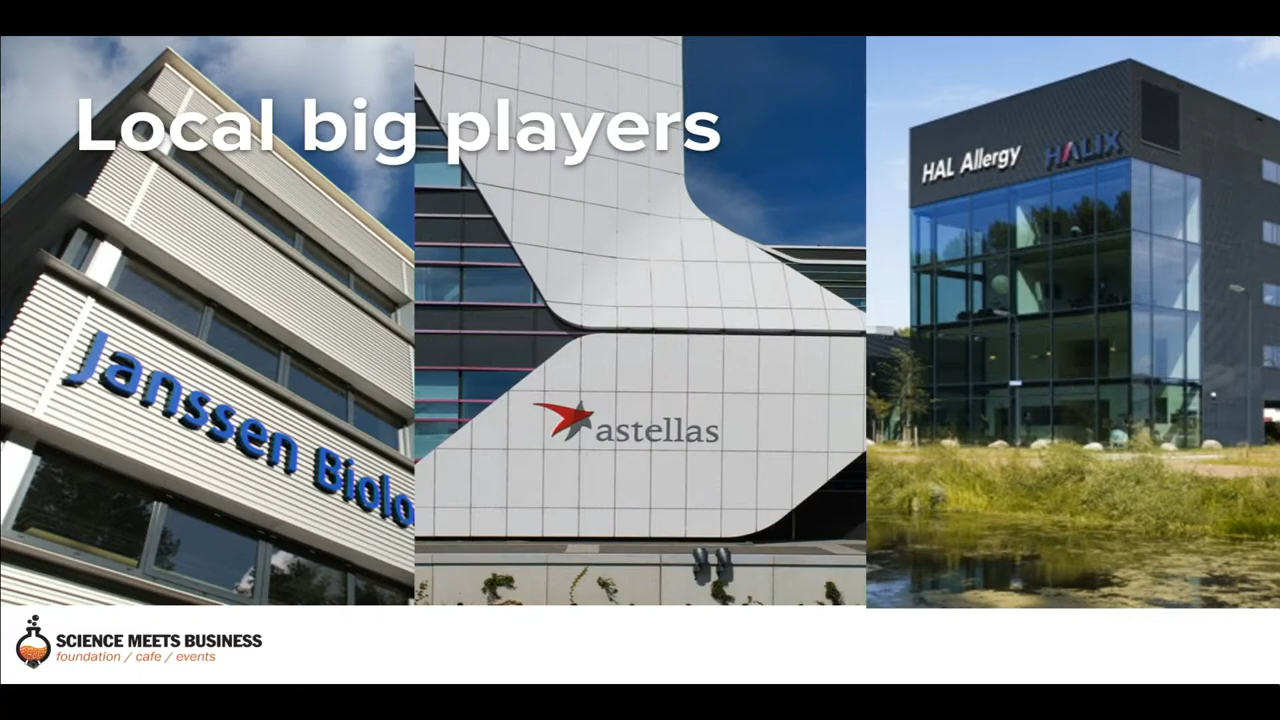 Local big players
Janssen Biolo
astellas
HAL Allergy HALIX
SCIENCE MEETS BUSINESS
foundation / cafe / events